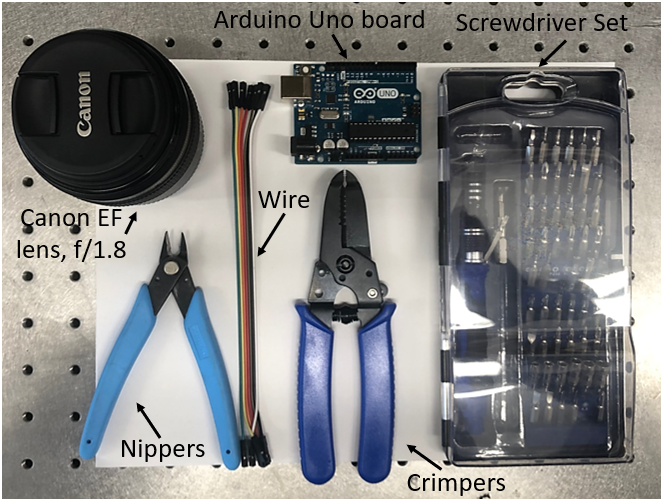 Arduino Uno board
Screwdriver Set
Canon
UNO
ARDUINO
Canon EF
lens, f/1.8
Wire
Nippers
Crimpers